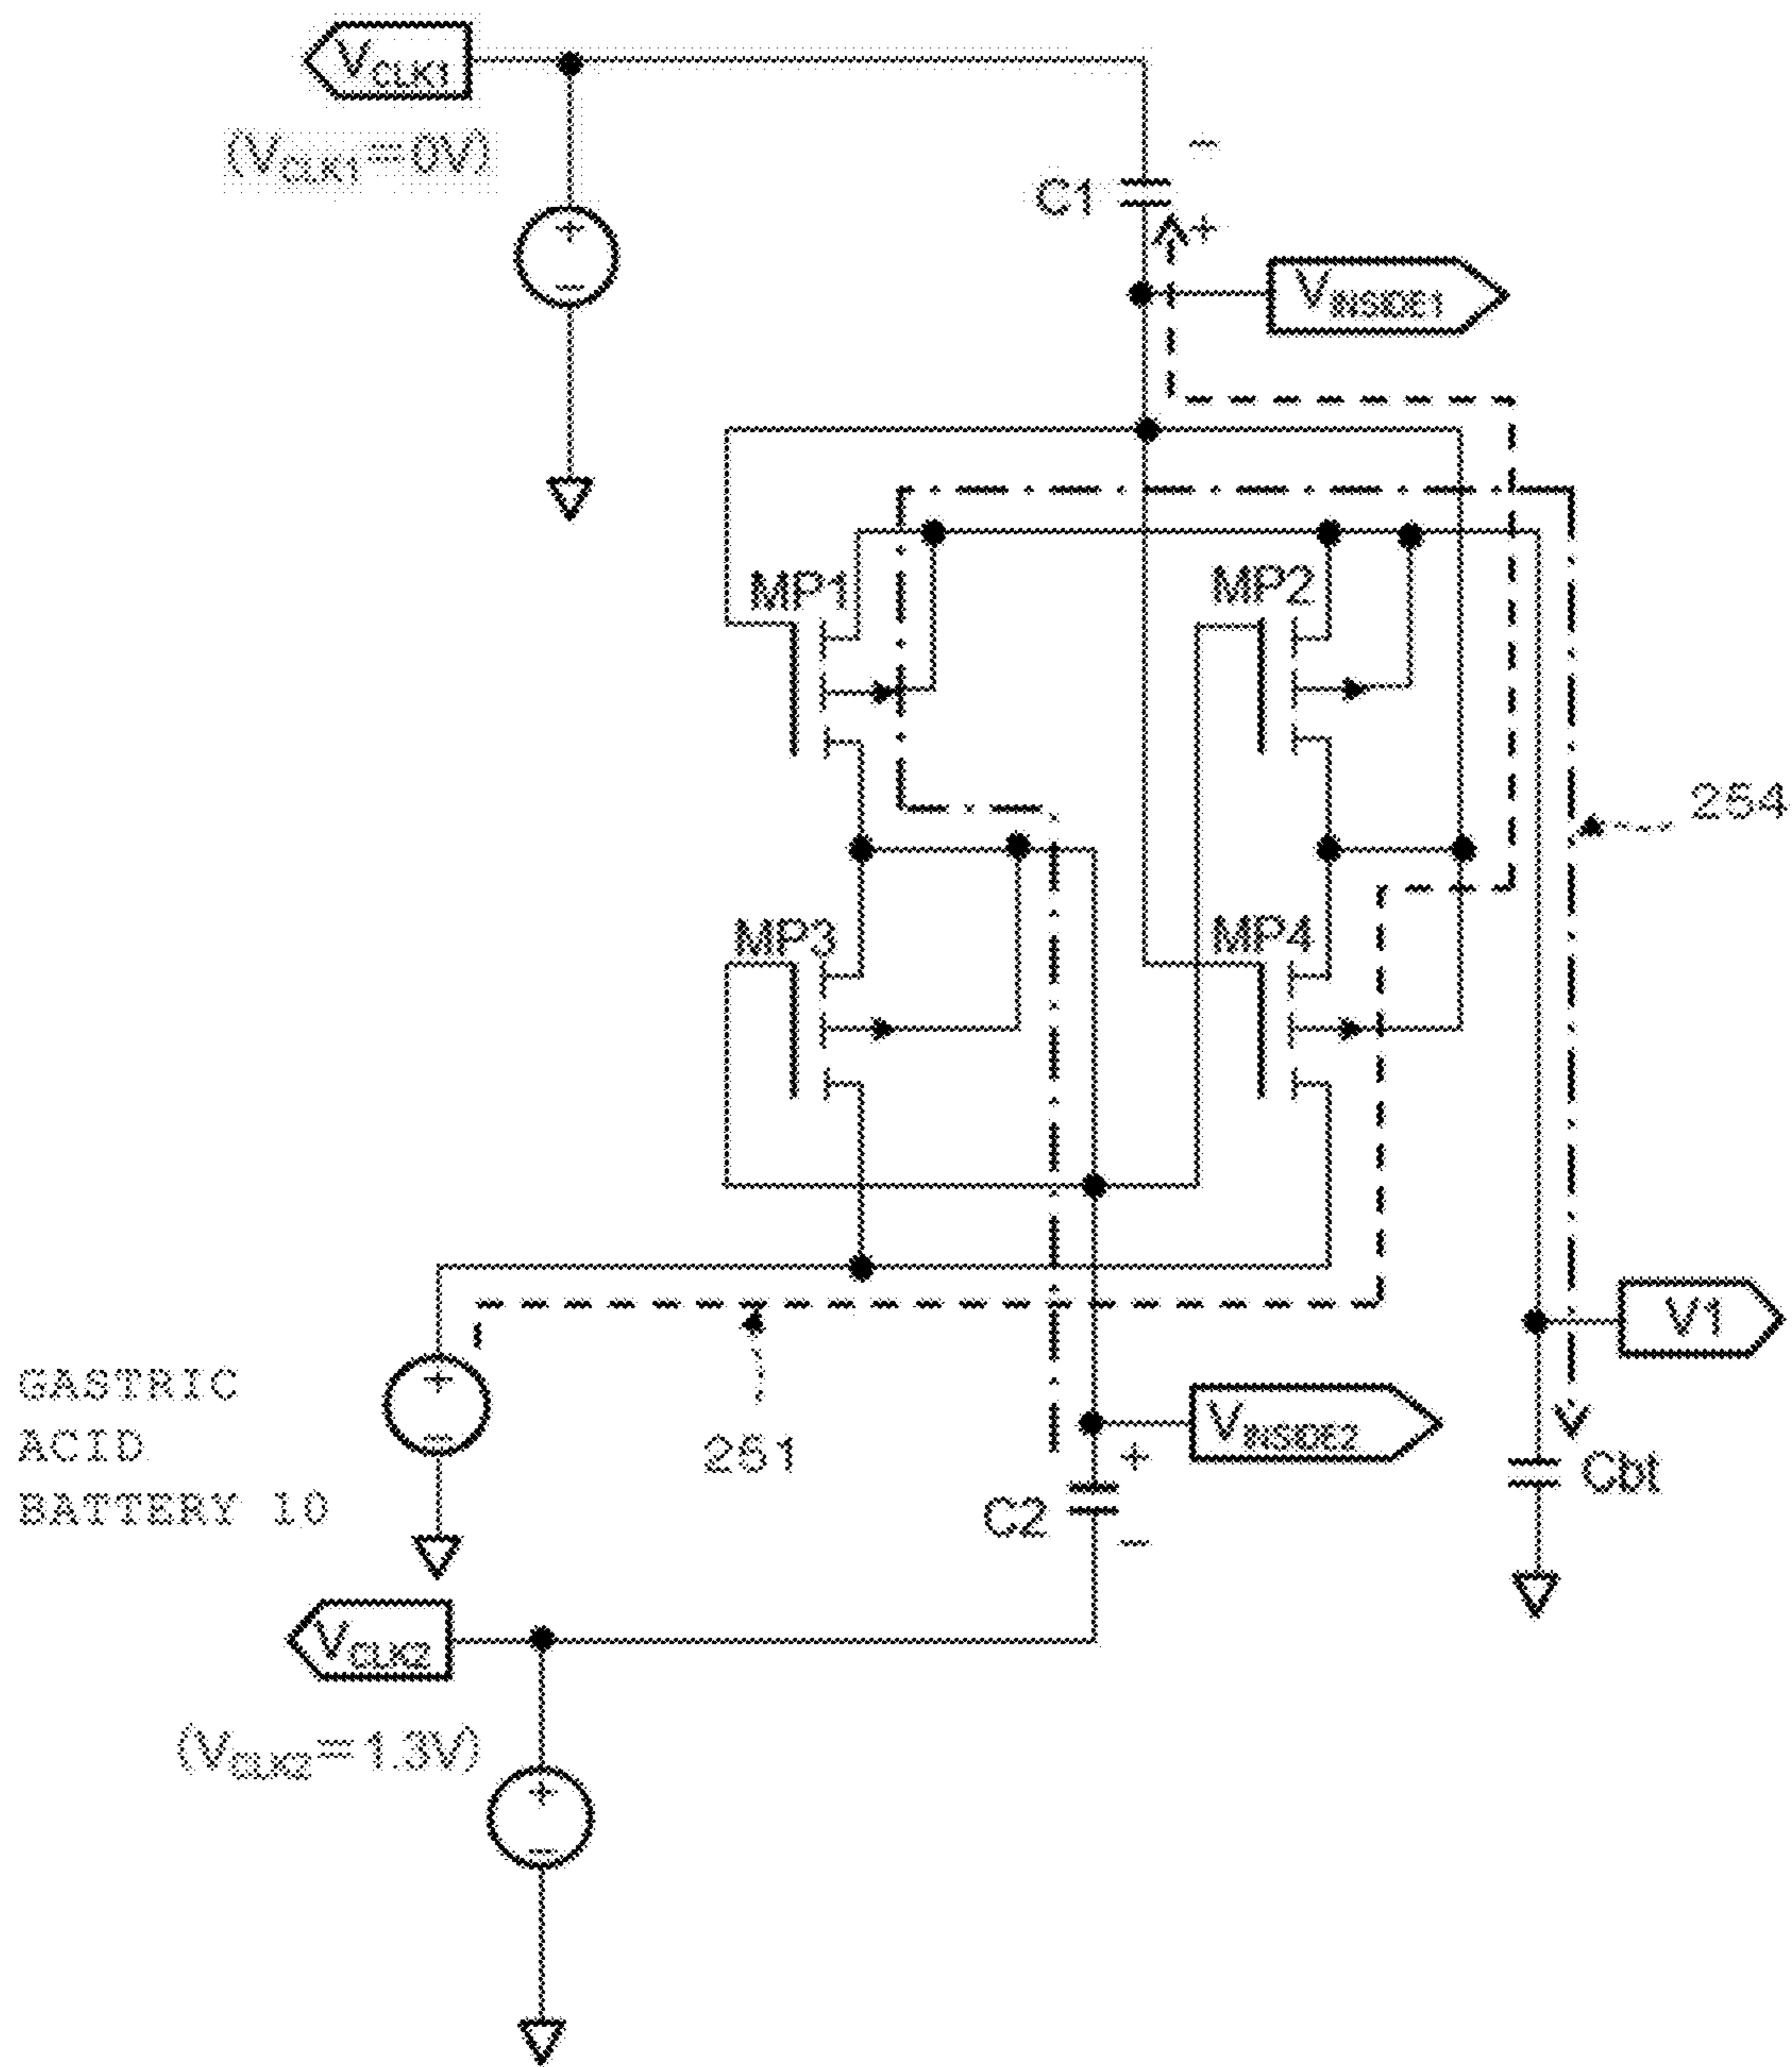 VCLK1
(VCLK1=0V)
+
−
−
C1
+
VINSIDE1
MP1
MP2
254
MP3
MP4
V1
GASTRIC
ACID
BATTERY 10
+
−
251
VINSIDE2
+
C2
−
Cbt
VCLK2
(VCLK2=1.3V)
+
−